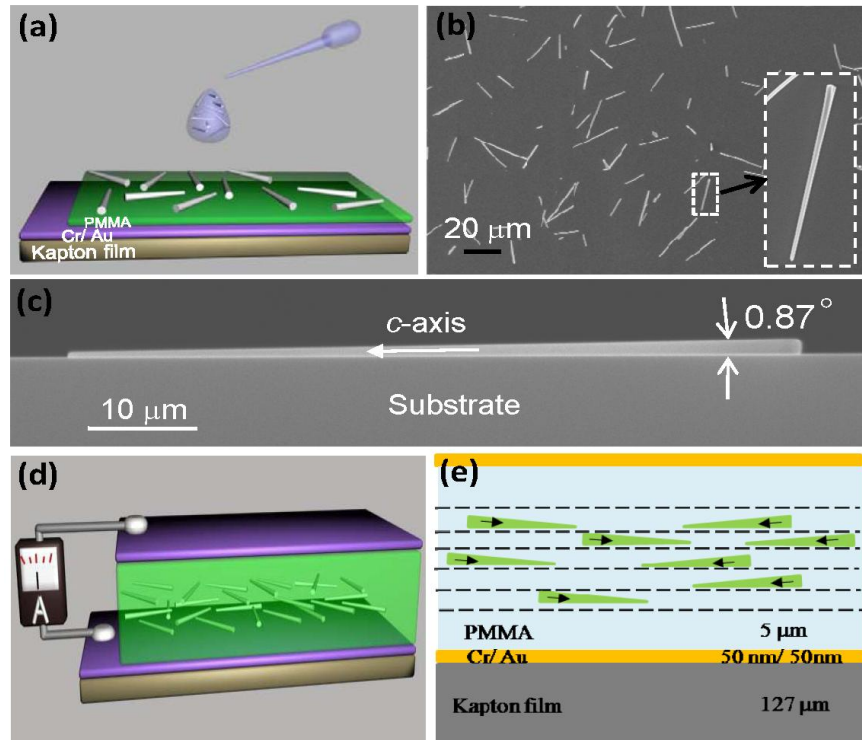 (a)
PMMA
Cr/ Au
Kapton film
(b)
20 μm
(c)
c-axis
0.87°
10 μm
Substrate
(d)
A
(e)
PMMA 5 μm
Cr/ Au 50 nm/ 50nm
Kapton film 127 μm